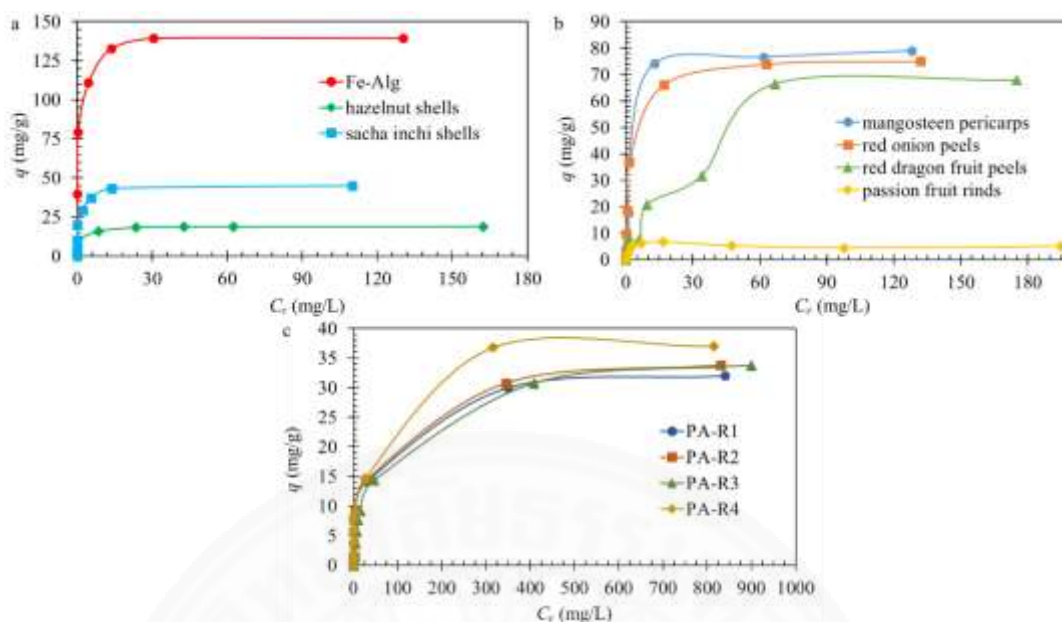 a
150
125
100
75
50
25
0
q (mg/g)
Fe-Alg
hazelnut shells
sacha inchi shells
0 30 60 90 120 150 180
Ce (mg/L)
b
90
80
70
60
50
40
30
20
10
0
q (mg/g)
mangosteen pericarps
red onion peels
red dragon fruit peels
passion fruit rinds
0 30 60 90 120 150 180
Ce (mg/L)
c
40
35
30
25
20
15
10
5
0
q (mg/g)
PA-R1
PA-R2
PA-R3
PA-R4
0 100 200 300 400 500 600 700 800 900 1000
Ce (mg/L)